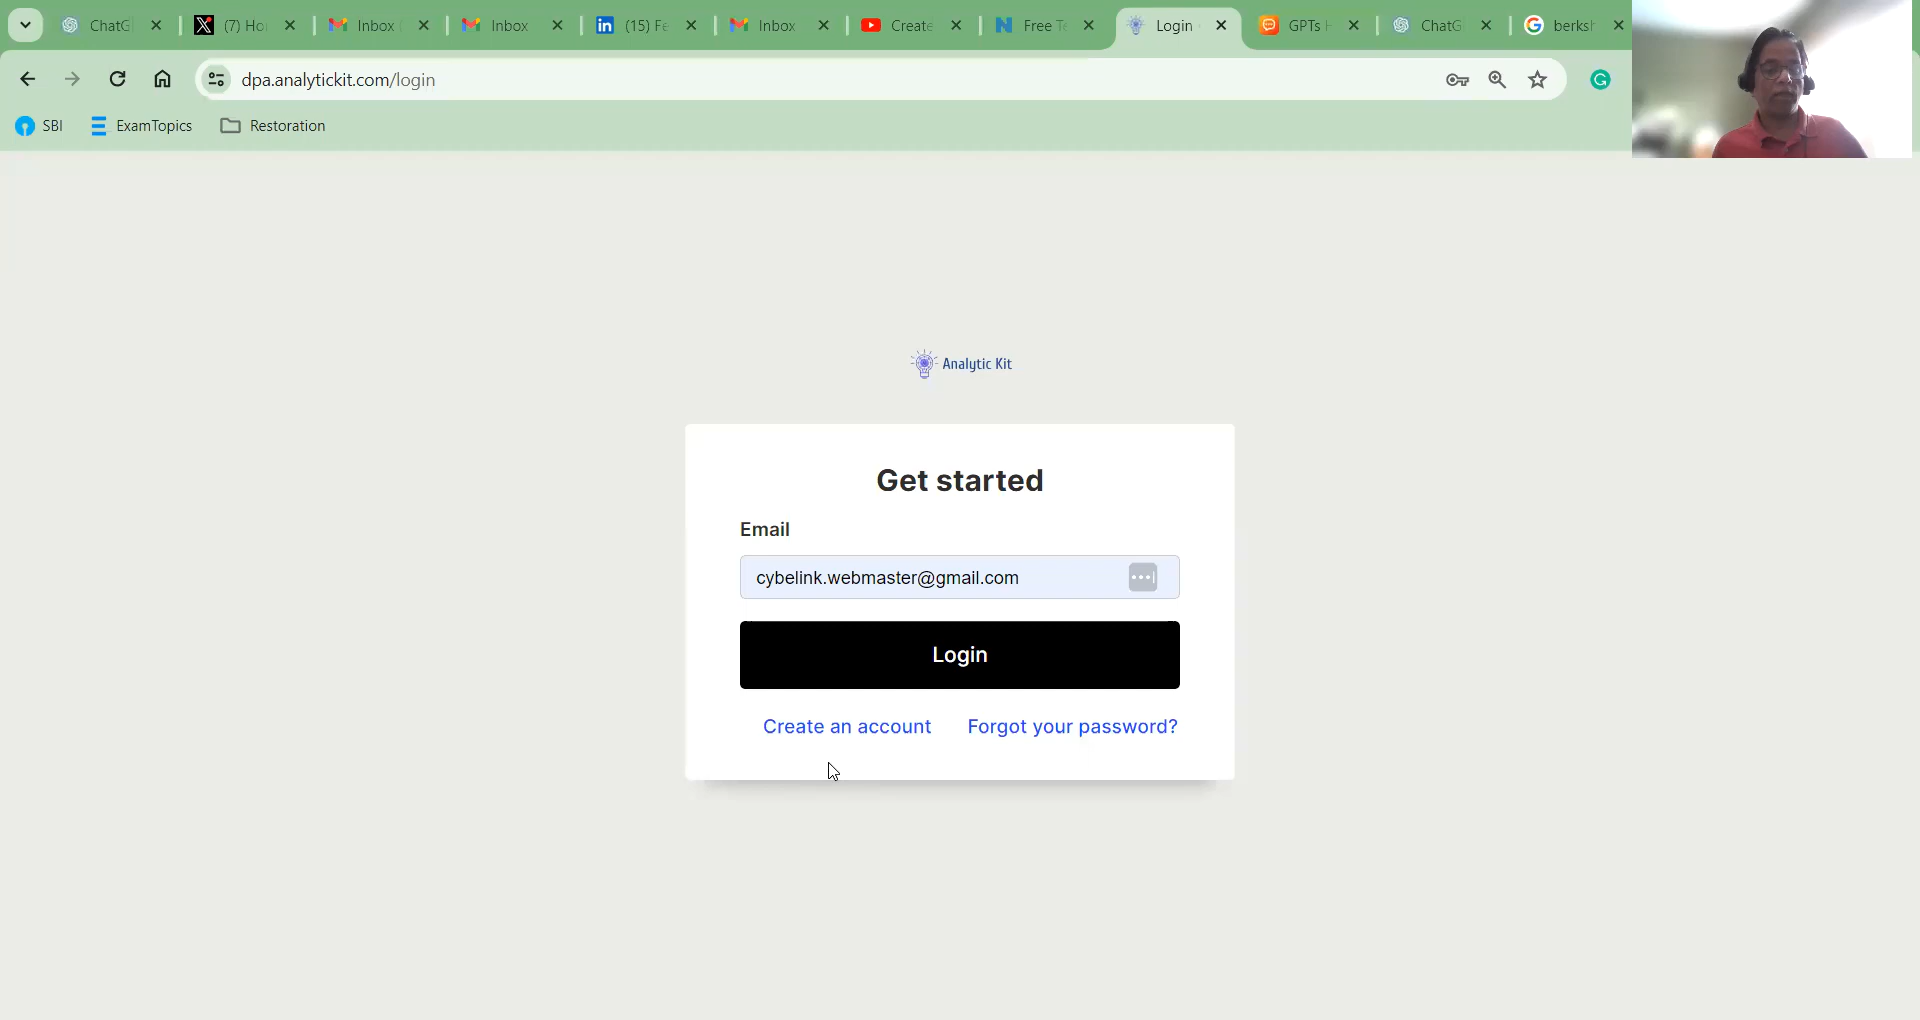 ChatG
(7) Ho
Inbox
Inbox
(15) Fe
Inbox
Create
Free Te
Login
GPTs H
ChatG
berksh
dpa.analytickit.com/login
SBI
ExamTopics
Restoration
Analytic Kit
Get started
Email
cybelink.webmaster@gmail.com
Login
Create an account
Forgot your password?